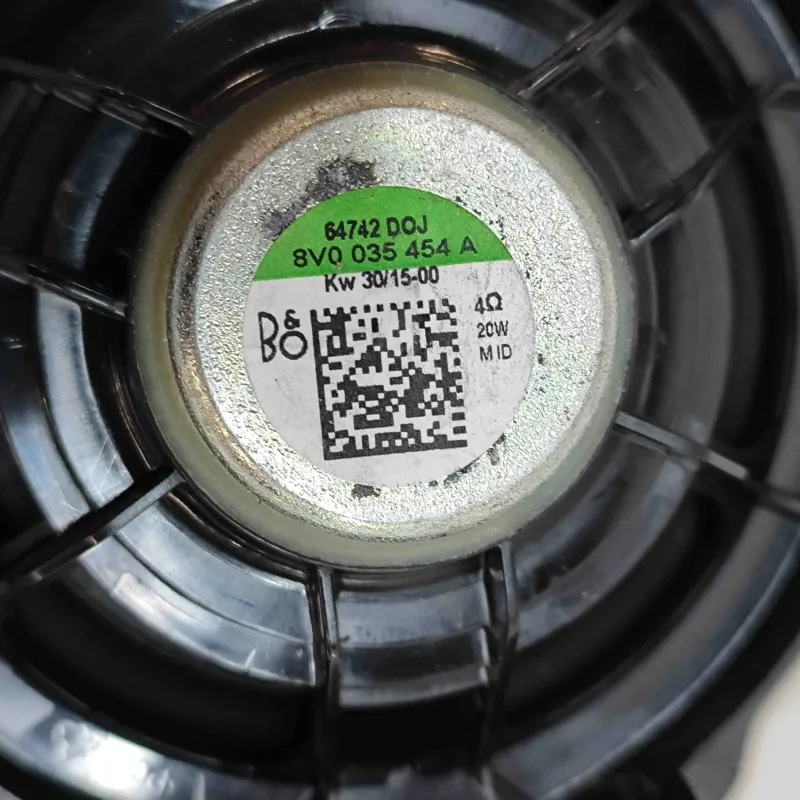 64742 DOJ
8V0 035 454 A
Kw 30/15-00
B&O
4Ω
20W
MID